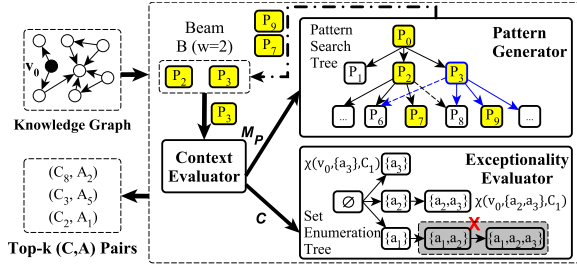 v₀
Knowledge Graph
(C₈, A₂)
(C₃, A₅)
(C₂, A₁)
Top-k (C,A) Pairs
Beam
B (w=2)
P₉
P₇
P₂ P₃
P₃
Context
Evaluator
M_P
C
Pattern
Search
Tree
Pattern
Generator
P₀
P₁ P₂ P₃
... P₆ P₇ P₈ P₉ ...
Exceptionality
Evaluator
χ(v₀,{a₃},C₁) {a₃}
∅ {a₂} {a₂,a₃} χ(v₀,{a₂,a₃},C₁)
Set
Enumeration
Tree
X
{a₁} {a₁,a₂} {a₁,a₂,a₃}